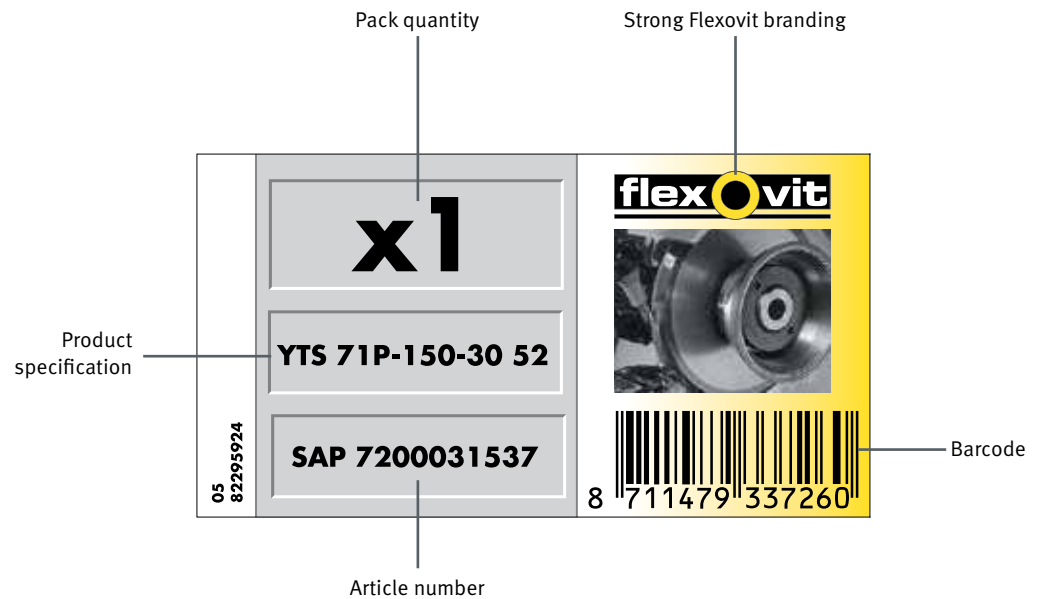 Pack quantity
Strong Flexovit branding
x1
flexovit
Product
specification
YTS 71P-150-30 52
SAP 7200031537
05
82295924
8 711479 337260
Barcode
Article number